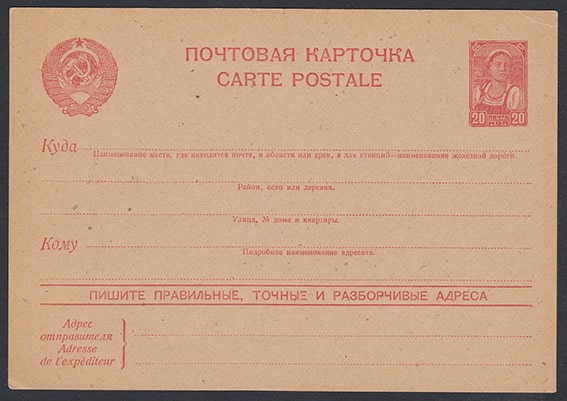 ПОЧТОВАЯ КАРТОЧКА
CARTE POSTALE
20 20
Куда
Наименование места, где находится почта, и области или края, а для станций—наименование железной дороги.
Район, село или деревня.
Улица, № дома и квартиры.
Кому
Подробное наименование адресата.
ПИШИТЕ ПРАВИЛЬНЫЕ, ТОЧНЫЕ И РАЗБОРЧИВЫЕ АДРЕСА
Адрес
отправителя
Adresse
de l'expéditeur